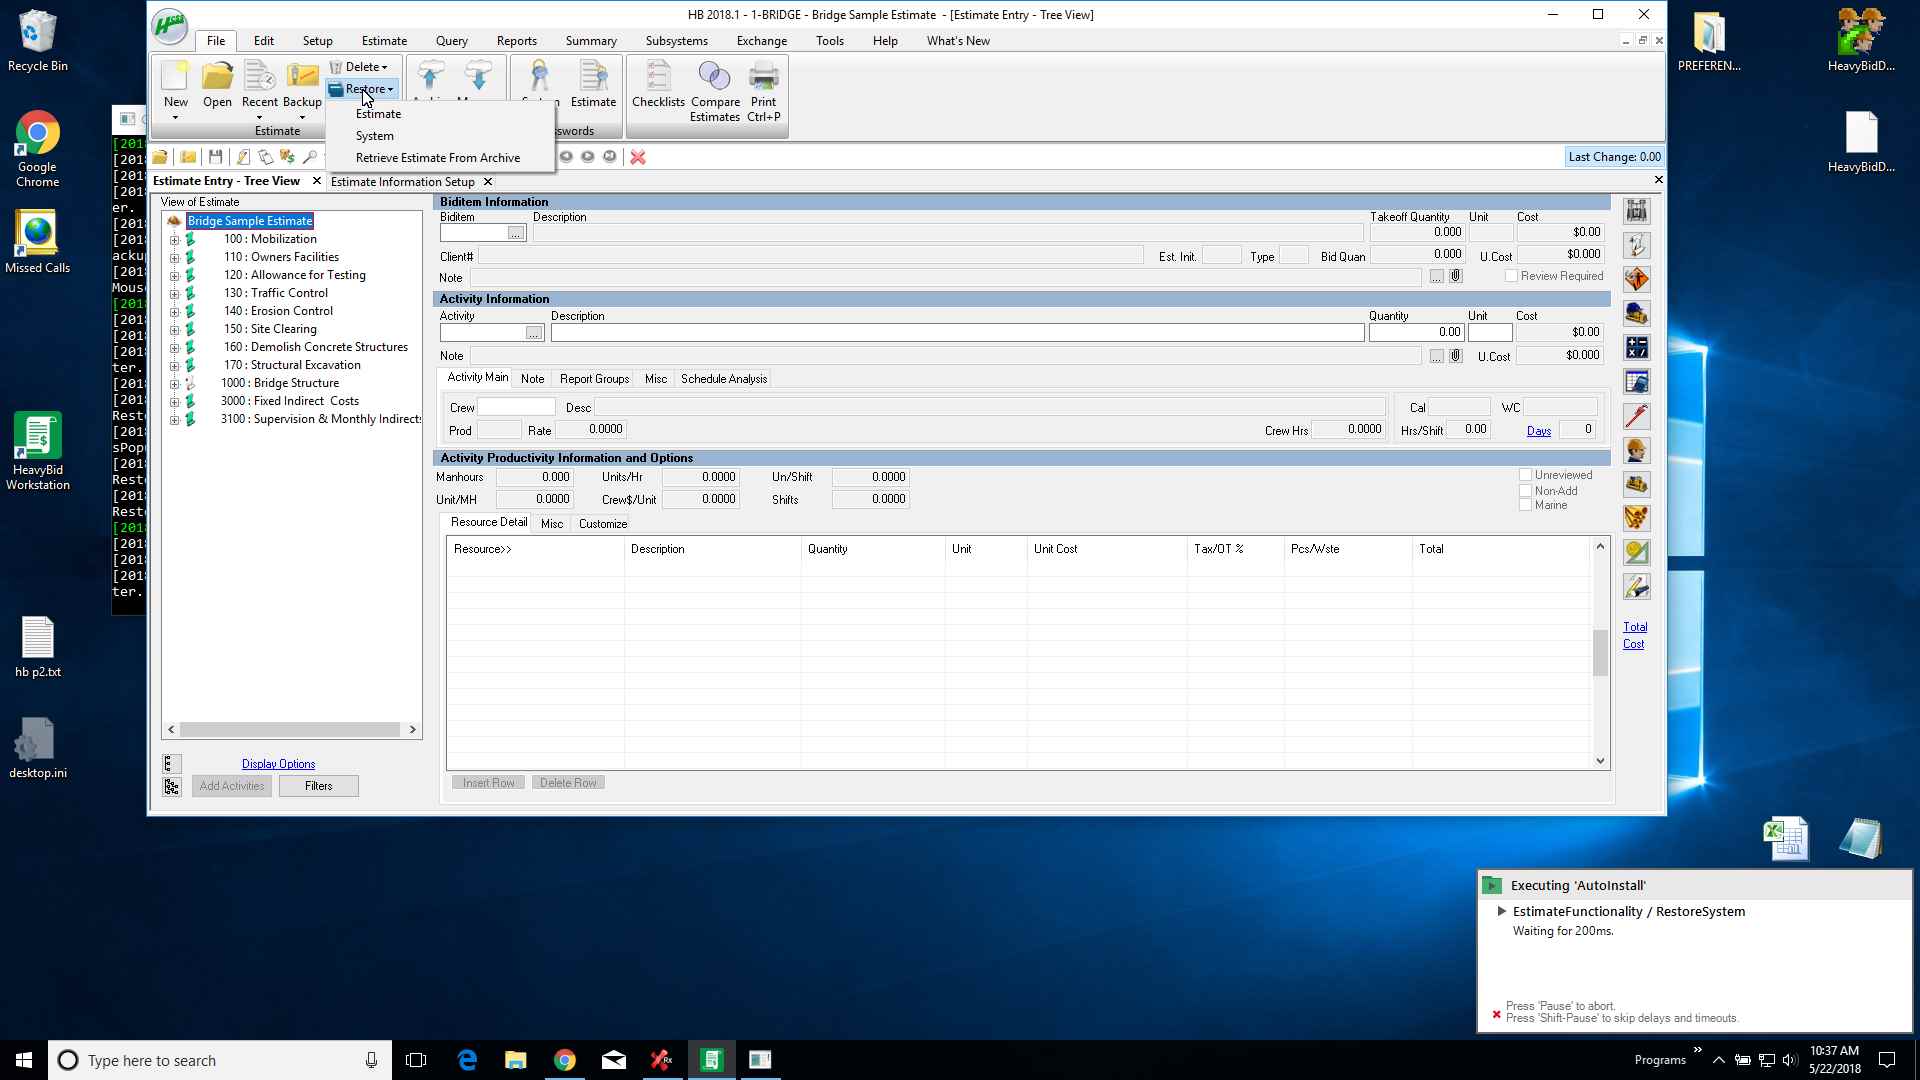 Recycle Bin
Google
Chrome
Missed Calls
HeavyBid
Workstation
hb p2.txt
desktop.ini
HB 2018.1 - 1-BRIDGE - Bridge Sample Estimate - [Estimate Entry - Tree View]
File Edit Setup Estimate Query Reports Summary Subsystems Exchange Tools Help What's New
New Open Recent Backup
Delete
Restore
Estimate
Checklists Compare Estimates Print Ctrl+P
Estimate
Estimate
System
Retrieve Estimate From Archive
Last Change: 0.00
Estimate Entry - Tree View
Estimate Information Setup
View of Estimate
Bridge Sample Estimate
100 : Mobilization
110 : Owners Facilities
120 : Allowance for Testing
130 : Traffic Control
140 : Erosion Control
150 : Site Clearing
160 : Demolish Concrete Structures
170 : Structural Excavation
1000 : Bridge Structure
3000 : Fixed Indirect Costs
3100 : Supervision & Monthly Indirect
Display Options
Add Activities Filters
Biditem Information
Biditem Description Takeoff Quantity Unit Cost
... 0.000 $0.00
Client# Est. Init. Type Bid Quan 0.000 U.Cost $0.000
Note ... Review Required
Activity Information
Activity Description Quantity Unit Cost
... 0.00 $0.00
Note ... U.Cost $0.000
Activity Main Note Report Groups Misc Schedule Analysis
Crew Desc Cal WC
Prod Rate 0.0000 Crew Hrs 0.0000 Hrs/Shift 0.00 Days 0
Activity Productivity Information and Options
Manhours 0.000 Units/Hr 0.0000 Un/Shift 0.0000 Unreviewed
Non-Add
Unit/MH 0.0000 Crew$/Unit 0.0000 Shifts 0.0000 Marine
Resource Detail Misc Customize
Resource>> Description Quantity Unit Unit Cost Tax/OT % Pcs/Wste Total
Insert Row Delete Row
Total
Cost
PREFEREN...
HeavyBidD...
HeavyBidD...
Executing 'AutoInstall'
EstimateFunctionality / RestoreSystem
Waiting for 200ms.
Press 'Pause' to abort.
Press 'Shift-Pause' to skip delays and timeouts.
Type here to search
Programs
10:37 AM
5/22/2018